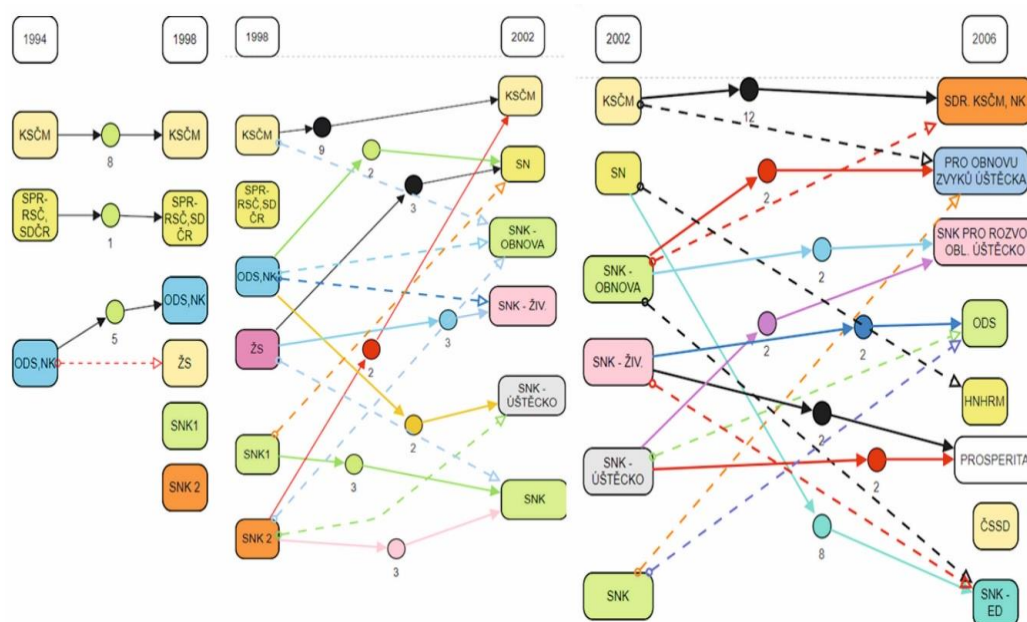 1994
1998
KSČM
8
KSČM
SPR-
RSČ,
SDČR
1
SPR-
RSČ,SD
ČR
ODS,NK
5
ODS,NK
ŽS
SNK1
SNK 2
1998
2002
KSČM
9
KSČM
SPR-
RSČ,SD
ČR
2
3
SN
ODS,NK
SNK -
OBNOVA
ŽS
3
SNK - ŽIV.
2
2
SNK -
ÚŠTĚCKO
SNK1
3
SNK
SNK 2
3
2002
2006
KSČM
12
SDR. KSČM, NK
SN
2
PRO OBNOVU
ZVYKŮ ÚŠTĚCKA
SNK -
OBNOVA
2
SNK PRO ROZVO
OBL. ÚŠTĚCKO
SNK - ŽIV.
2
2
ODS
2
HNHRM
SNK -
ÚŠTĚCKO
2
PROSPERITA
8
ČSSD
SNK
SNK -
ED